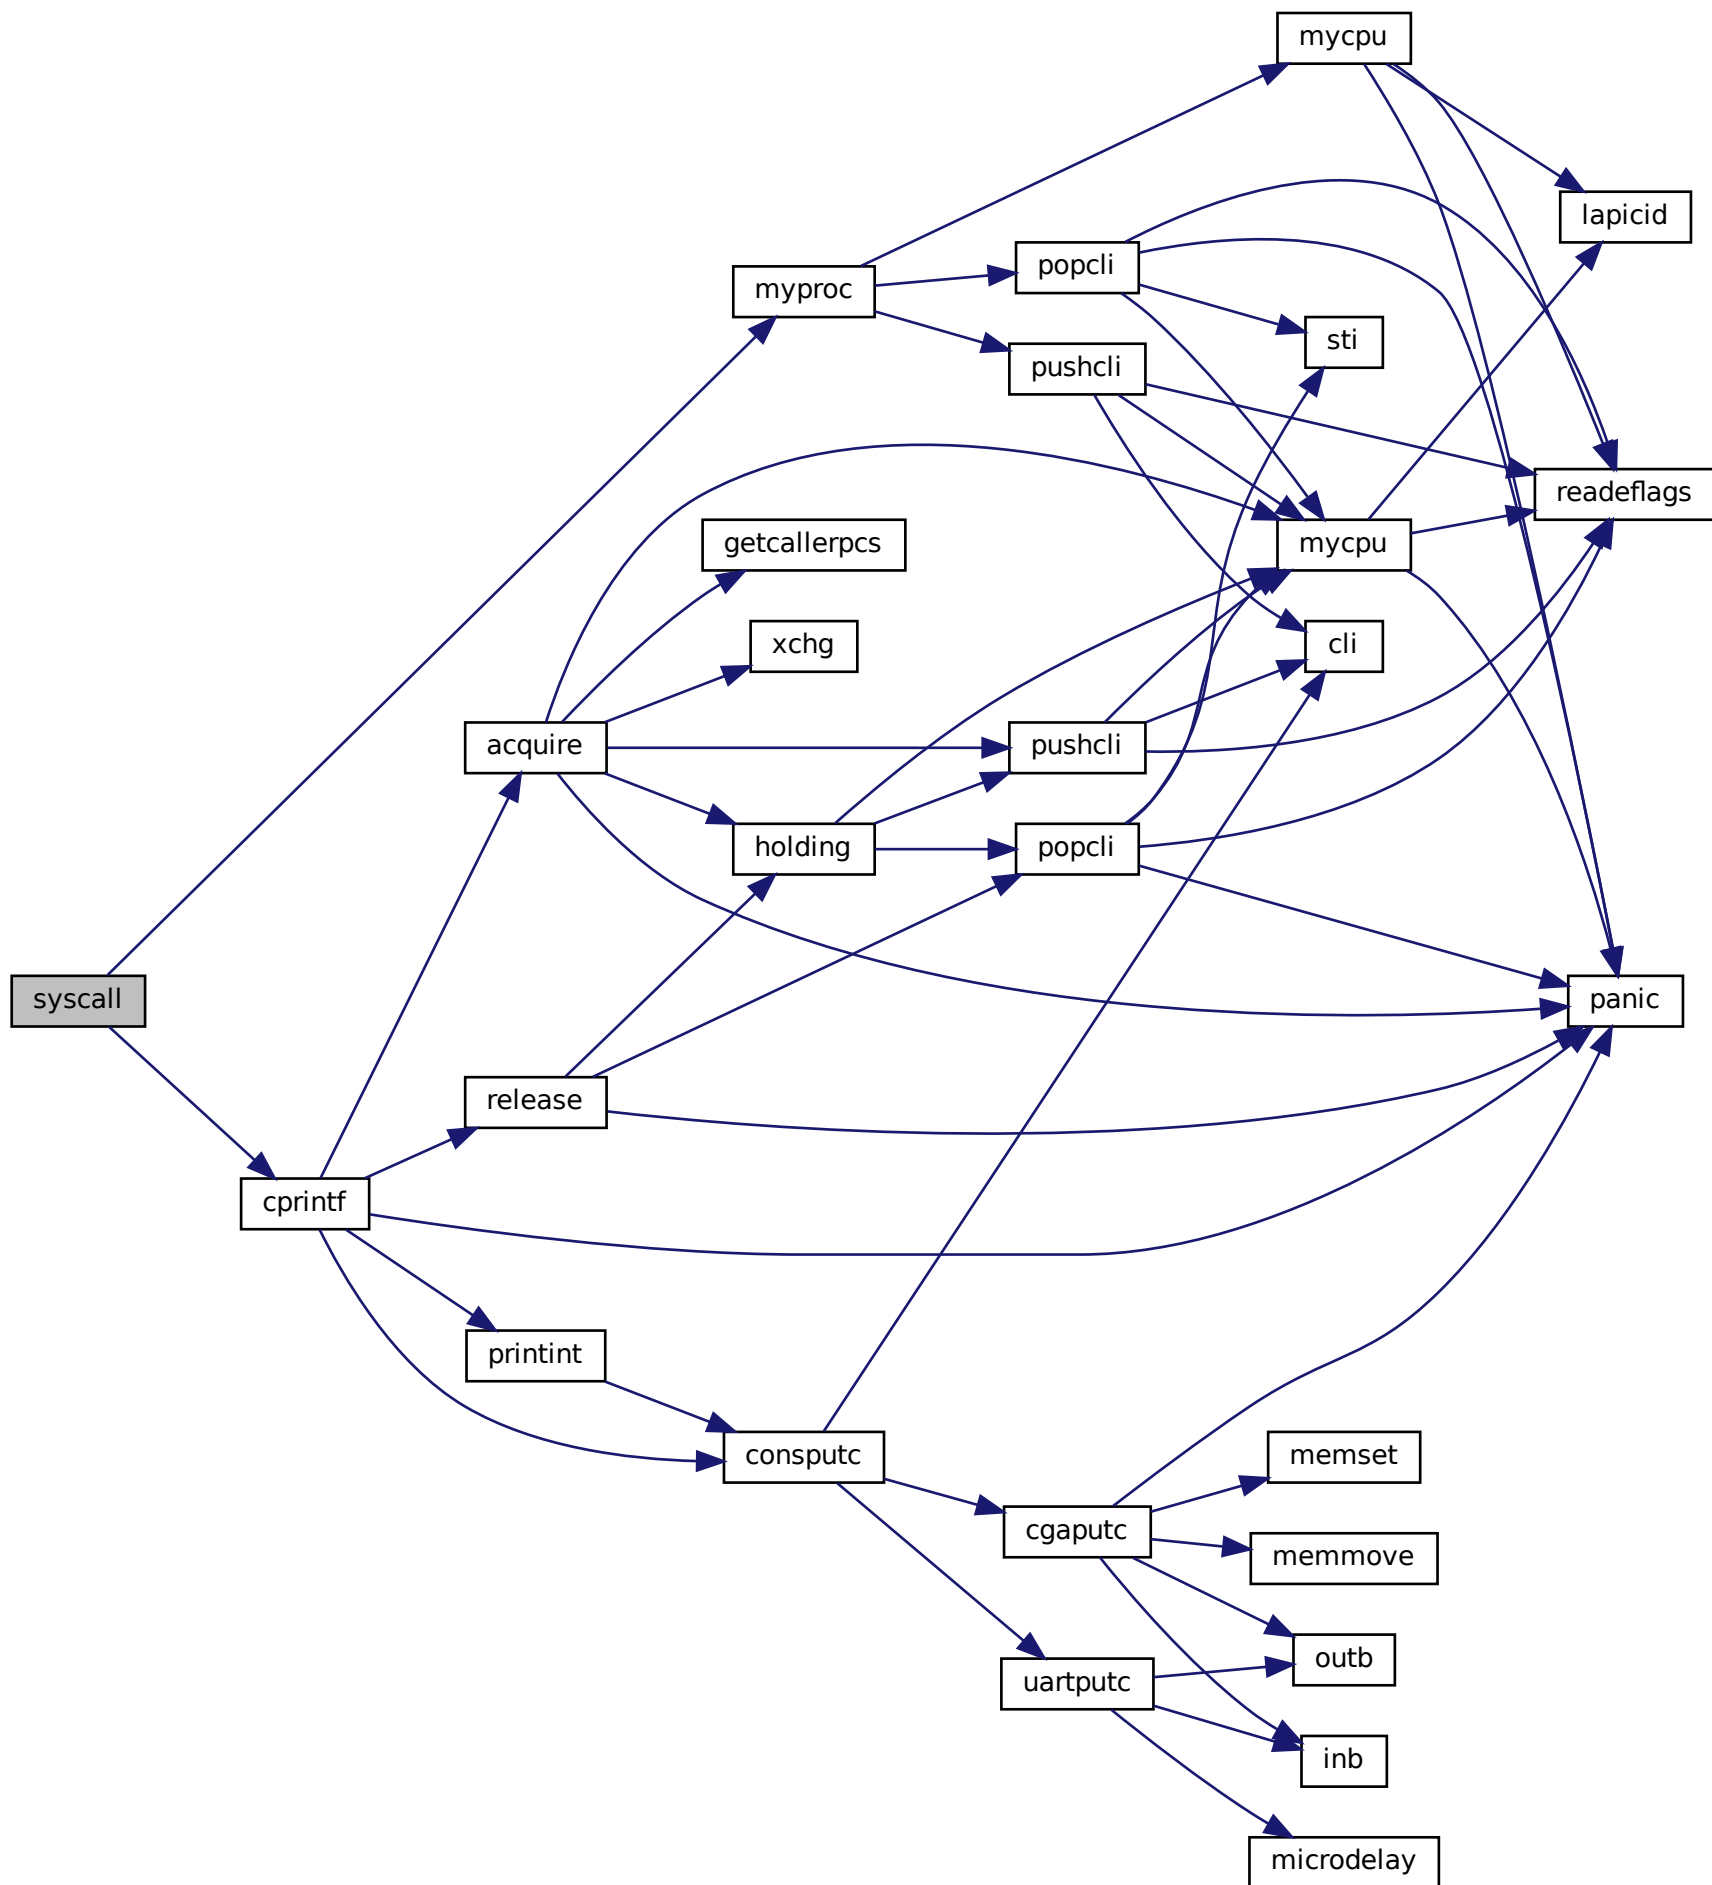 mycpu
lapicid
popcli
myproc
sti
pushcli
readeflags
getcallerpcs
mycpu
xchg
cli
acquire
pushcli
holding
popcli
syscall
panic
release
cprintf
printint
consputc
memset
cgaputc
memmove
outb
uartputc
inb
microdelay